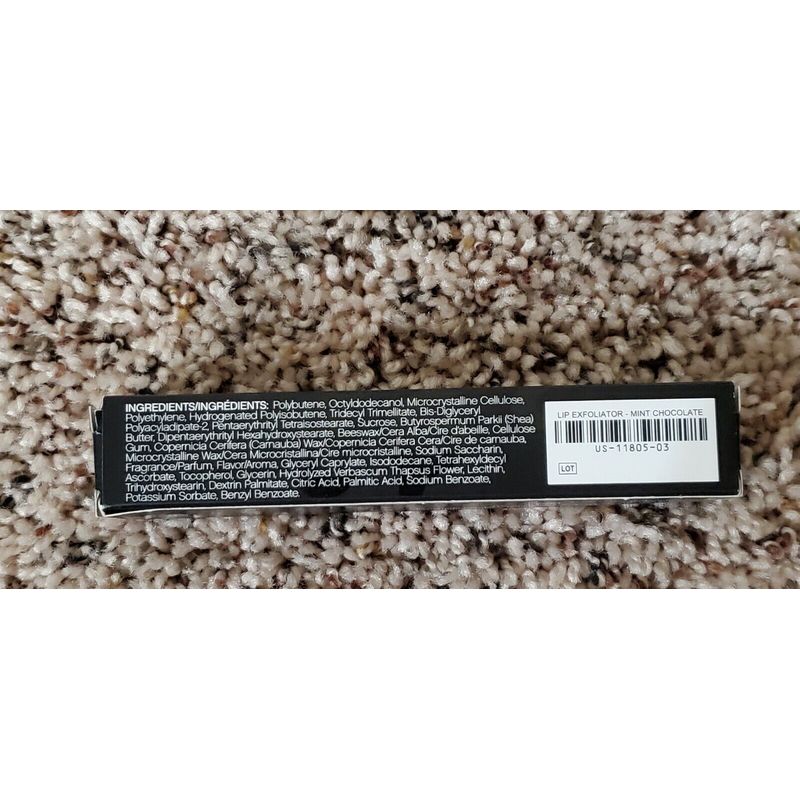 INGREDIENTS/INGRÉDIENTS: Polybutene, Octyldodecanol, Microcrystalline Cellulose,
Polyethylene, Hydrogenated Polyisobutene, Tridecyl Trimellitate, Bis-Diglyceryl
Polyacyladipate-2, Pentaerythrityl Tetraisostearate, Sucrose, Butyrospermum Parkii (Shea)
Butter, Dipentaerythrityl Hexahydroxystearate, Beeswax/Cera Alba/Cire d'abeille, Cellulose
Gum, Copernicia Cerifera (Carnauba) Wax/Copernicia Cerifera Cera/Cire de carnauba,
Microcrystalline Wax/Cera Microcristallina/Cire microcristalline, Sodium Saccharin,
Fragrance/Parfum, Flavor/Aroma, Glyceryl Caprylate, Isododecane, Tetrahexyldecyl
Ascorbate, Tocopherol, Glycerin, Hydrolyzed Verbascum Thapsus Flower, Lecithin,
Trihydroxystearin, Dextrin Palmitate, Citric Acid, Palmitic Acid, Sodium Benzoate,
Potassium Sorbate, Benzyl Benzoate.
LIP EXFOLIATOR - MINT CHOCOLATE
US-11805-03
LOT